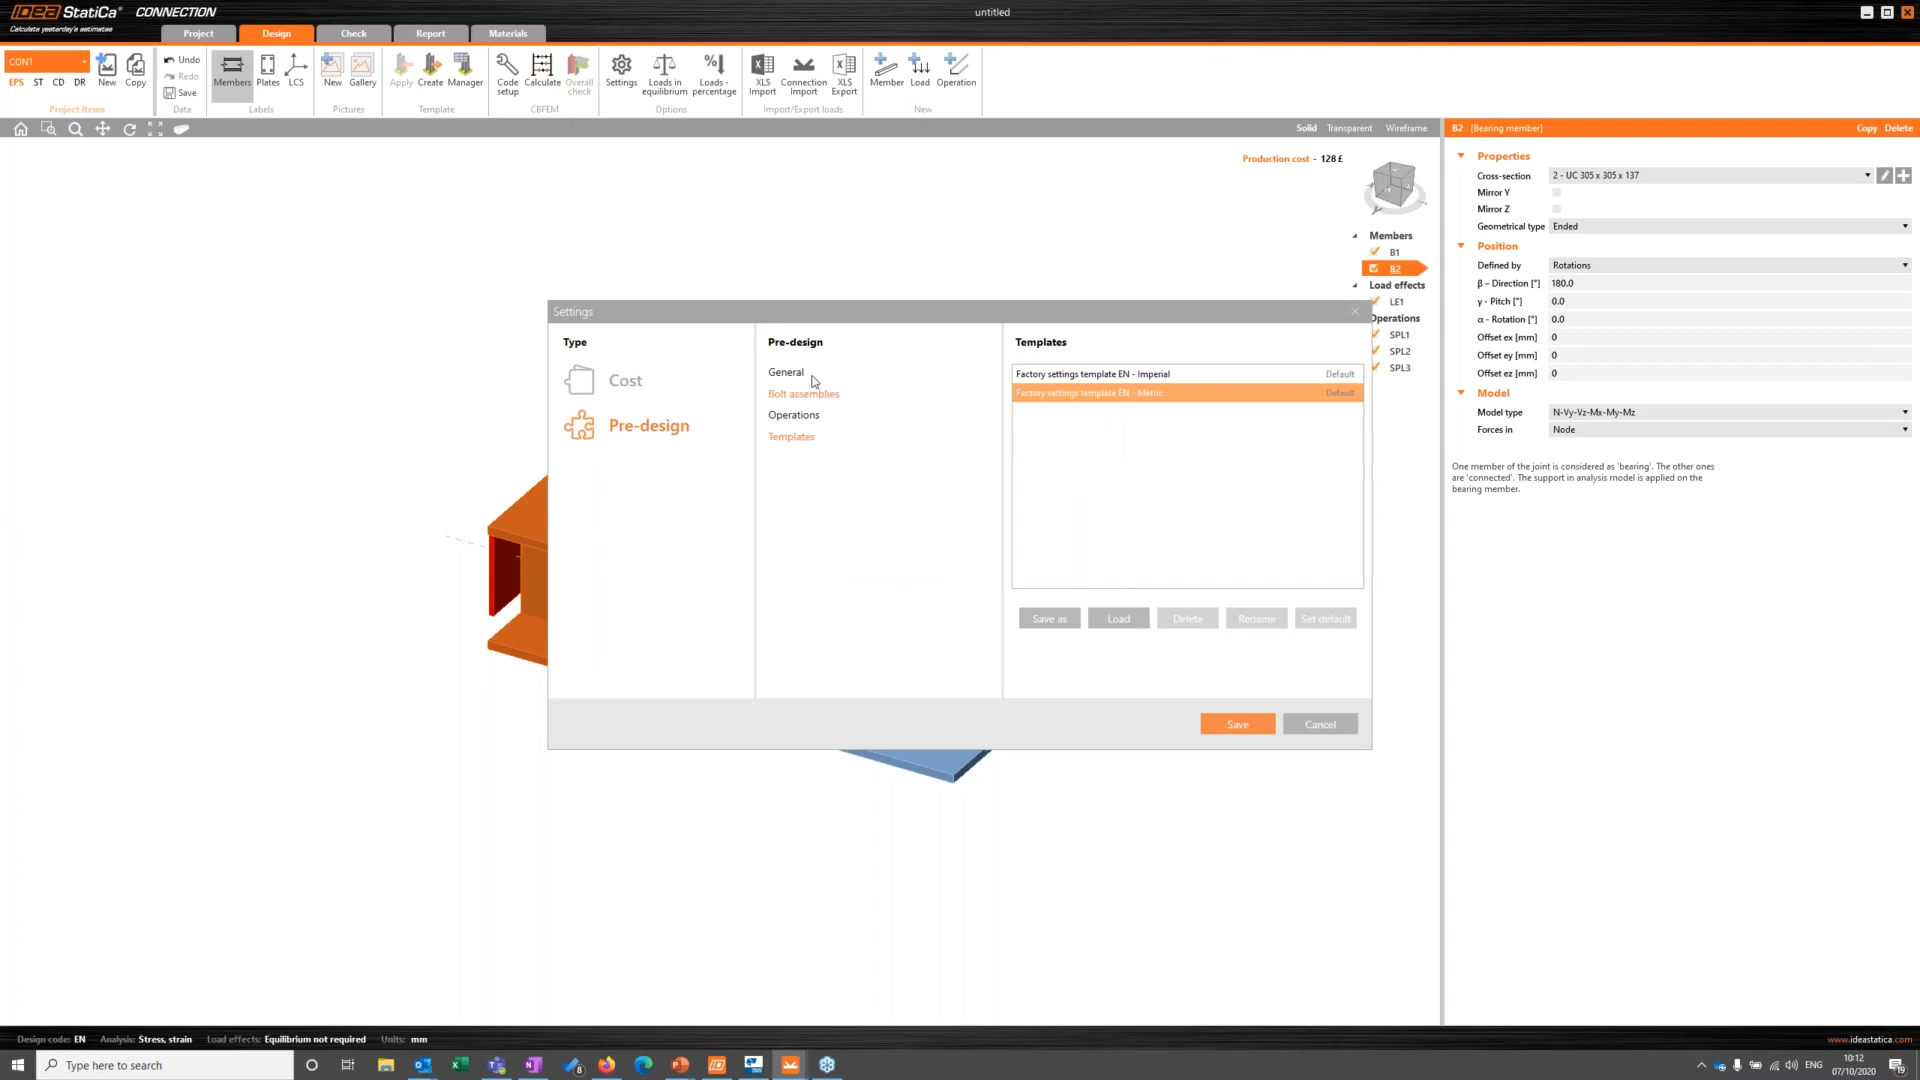 IDEA StatiCa® CONNECTION
Calculate yesterday's estimates
untitled
Project
Design
Check
Report
Materials
CON1
EPS ST CD DR
New
Copy
Project items
Undo
Redo
Save
Data
Members
Plates
LCS
Labels
New
Gallery
Pictures
Apply
Create
Manager
Template
Code setup
Calculate
Overall check
CBFEM
Settings
Loads in equilibrium
Loads - percentage
Options
XLS Import
Connection Import
XLS Export
Import/Export loads
Member
Load
Operation
New
Solid
Transparent
Wireframe
Production cost - 128 £
Members
B1
B2
Load effects
LE1
Operations
SPL1
SPL2
SPL3
B2 [Bearing member]
Copy Delete
Properties
Cross-section 2 - UC 305 x 305 x 137
Mirror Y
Mirror Z
Geometrical type Ended
Position
Defined by Rotations
β – Direction [°] 180.0
γ - Pitch [°] 0.0
α - Rotation [°] 0.0
Offset ex [mm] 0
Offset ey [mm] 0
Offset ez [mm] 0
Model
Model type N-Vy-Vz-Mx-My-Mz
Forces in Node
One member of the joint is considered as 'bearing'. The other ones
are 'connected'. The support in analysis model is applied on the
bearing member.
Settings
Type
Cost
Pre-design
Pre-design
General
Bolt assemblies
Operations
Templates
Templates
Factory settings template EN - Imperial Default
Factory settings template EN - Metric Default
Save as
Load
Delete
Rename
Set default
Save
Cancel
Design code: EN Analysis: Stress, strain Load effects: Equilibrium not required Units: mm
www.ideastatica.com
Type here to search
8
ENG
10:12
07/10/2020
19